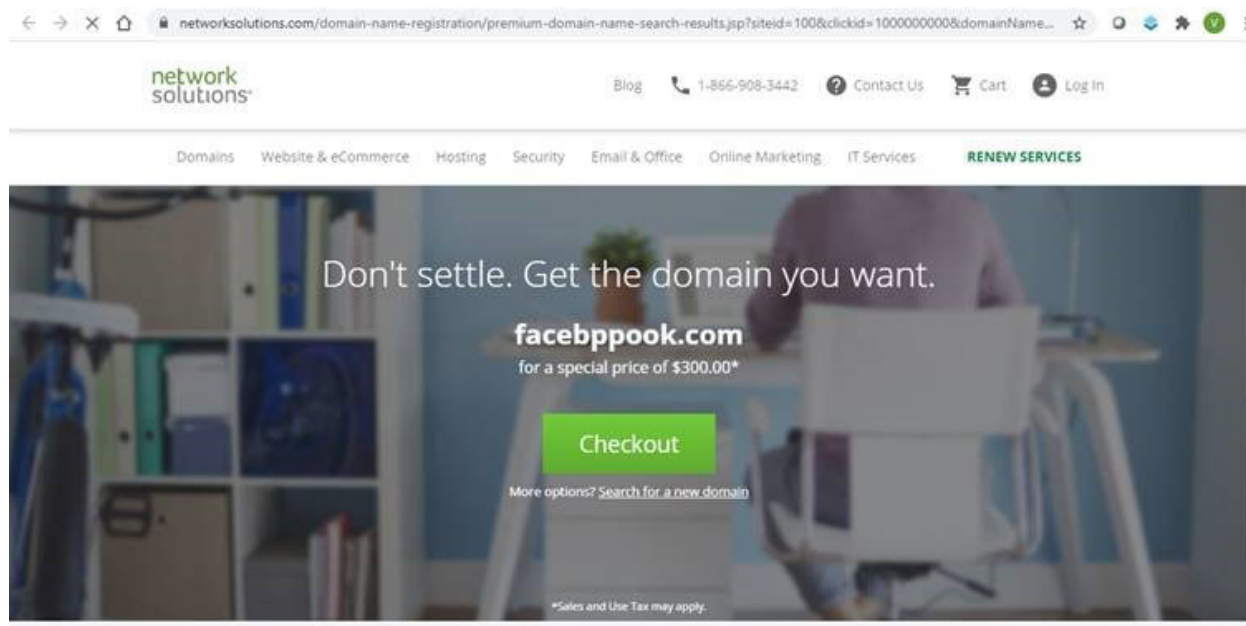 networksolutions.com/domain-name-registration/premium-domain-name-search-results.jsp?siteid=100&clickid=1000000000&domainName...
V
network
solutions
Blog 1-866-908-3442 Contact Us Cart Log In
Domains Website & eCommerce Hosting Security Email & Office Online Marketing IT Services RENEW SERVICES
Don't settle. Get the domain you want.
facebppook.com
for a special price of $300.00*
Checkout
More options? Search for a new domain
*Sales and Use Tax may apply.